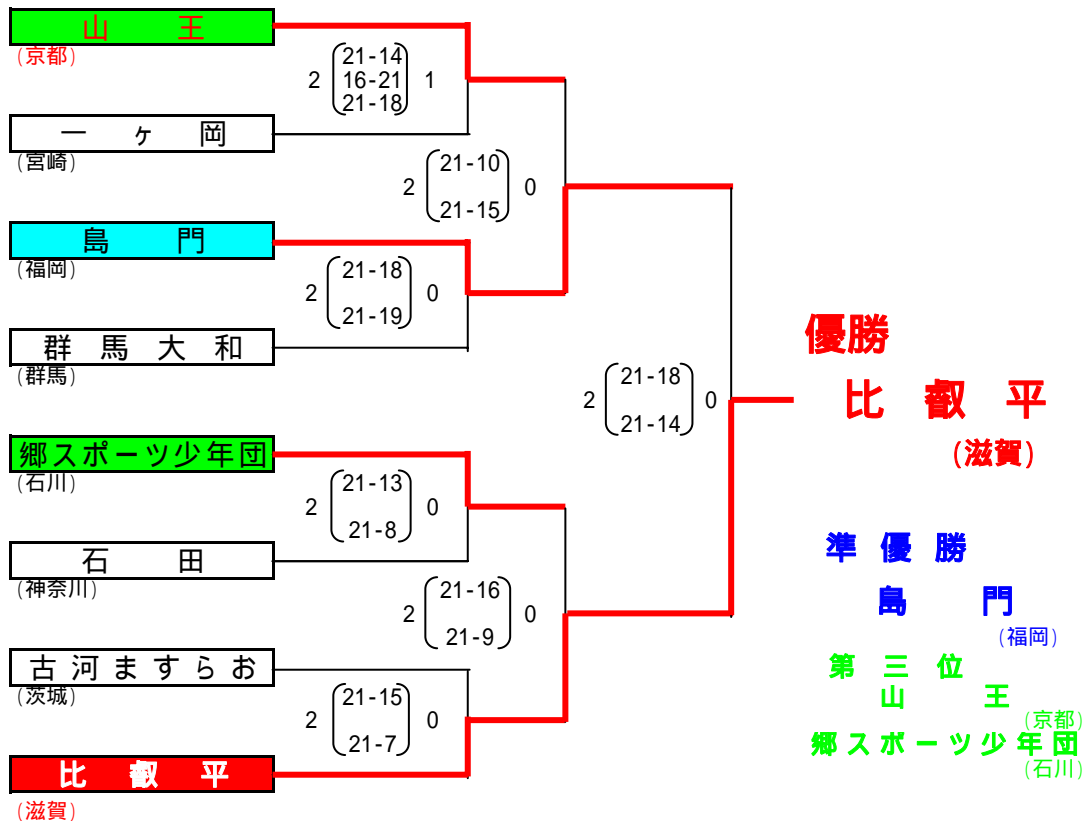 山王
(京都)
2 21-14 1
16-21
21-18
一ヶ岡
(宮崎)
2 21-10 0
21-15
島門
(福岡)
2 21-18 0
21-19
群馬大和
(群馬)
2 21-18 0
21-14
優勝
比叡平
(滋賀)
郷スポーツ少年団
(石川)
2 21-13 0
21-8
石田
(神奈川)
2 21-16 0
21-9
古河ますらお
(茨城)
2 21-15 0
21-7
比叡平
(滋賀)
準優勝
島門
(福岡)
第三位
山王
(京都)
郷スポーツ少年団
(石川)